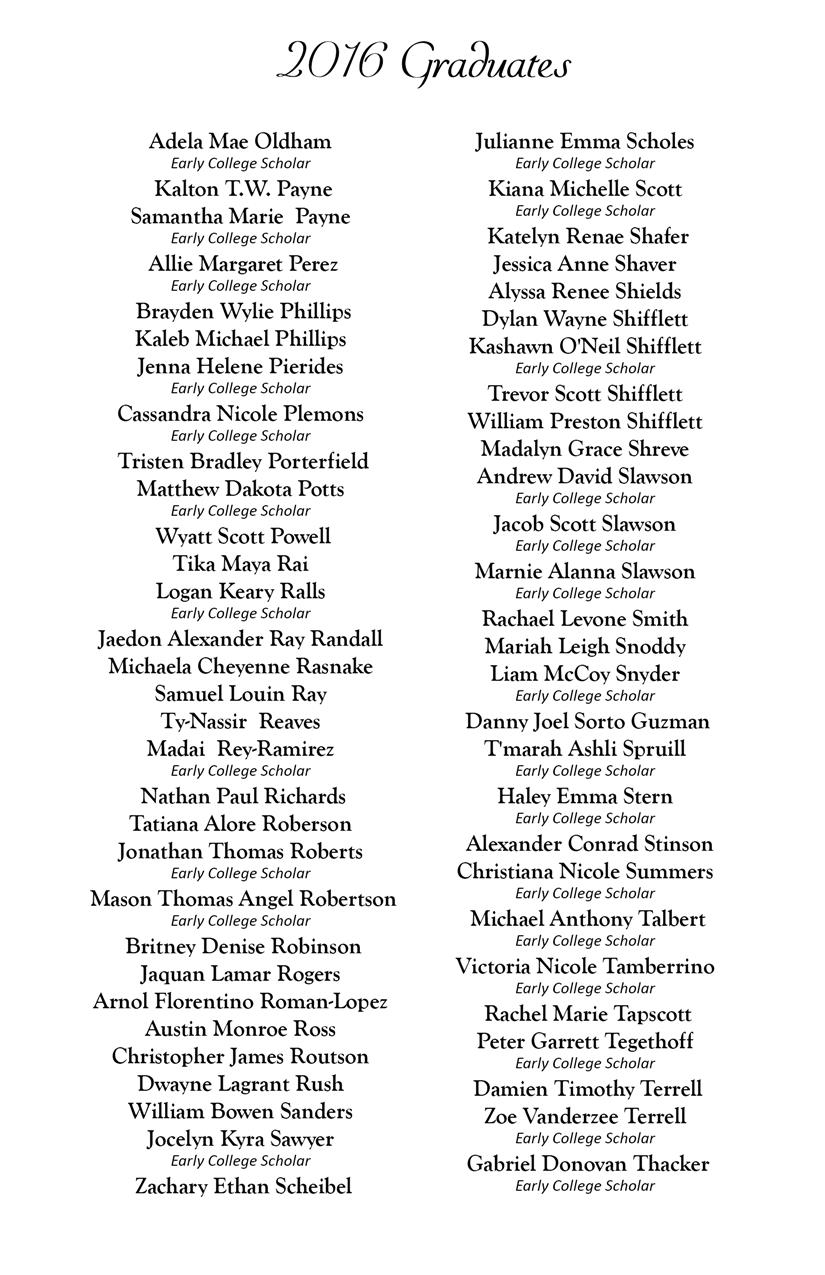 2016 Graduates
Adela Mae Oldham
Early College Scholar
Kalton T.W. Payne
Samantha Marie  Payne
Early College Scholar
Allie Margaret Perez
Early College Scholar
Brayden Wylie Phillips
Kaleb Michael Phillips
Jenna Helene Pierides
Early College Scholar
Cassandra Nicole Plemons
Early College Scholar
Tristen Bradley Porterfield
Matthew Dakota Potts
Early College Scholar
Wyatt Scott Powell
Tika Maya Rai
Logan Keary Ralls
Early College Scholar
Jaedon Alexander Ray Randall
Michaela Cheyenne Rasnake
Samuel Louin Ray
Ty-Nassir  Reaves
Madai  Rey-Ramirez
Early College Scholar
Nathan Paul Richards
Tatiana Alore Roberson
Jonathan Thomas Roberts
Early College Scholar
Mason Thomas Angel Robertson
Early College Scholar
Britney Denise Robinson
Jaquan Lamar Rogers
Arnol Florentino Roman-Lopez
Austin Monroe Ross
Christopher James Routson
Dwayne Lagrant Rush
William Bowen Sanders
Jocelyn Kyra Sawyer
Early College Scholar
Zachary Ethan Scheibel
Julianne Emma Scholes
Early College Scholar
Kiana Michelle Scott
Early College Scholar
Katelyn Renae Shafer
Jessica Anne Shaver
Alyssa Renee Shields
Dylan Wayne Shifflett
Kashawn O'Neil Shifflett
Early College Scholar
Trevor Scott Shifflett
William Preston Shifflett
Madalyn Grace Shreve
Andrew David Slawson
Early College Scholar
Jacob Scott Slawson
Early College Scholar
Marnie Alanna Slawson
Early College Scholar
Rachael Levone Smith
Mariah Leigh Snoddy
Liam McCoy Snyder
Early College Scholar
Danny Joel Sorto Guzman
T'marah Ashli Spruill
Early College Scholar
Haley Emma Stern
Early College Scholar
Alexander Conrad Stinson
Christiana Nicole Summers
Early College Scholar
Michael Anthony Talbert
Early College Scholar
Victoria Nicole Tamberrino
Early College Scholar
Rachel Marie Tapscott
Peter Garrett Tegethoff
Early College Scholar
Damien Timothy Terrell
Zoe Vanderzee Terrell
Early College Scholar
Gabriel Donovan Thacker
Early College Scholar